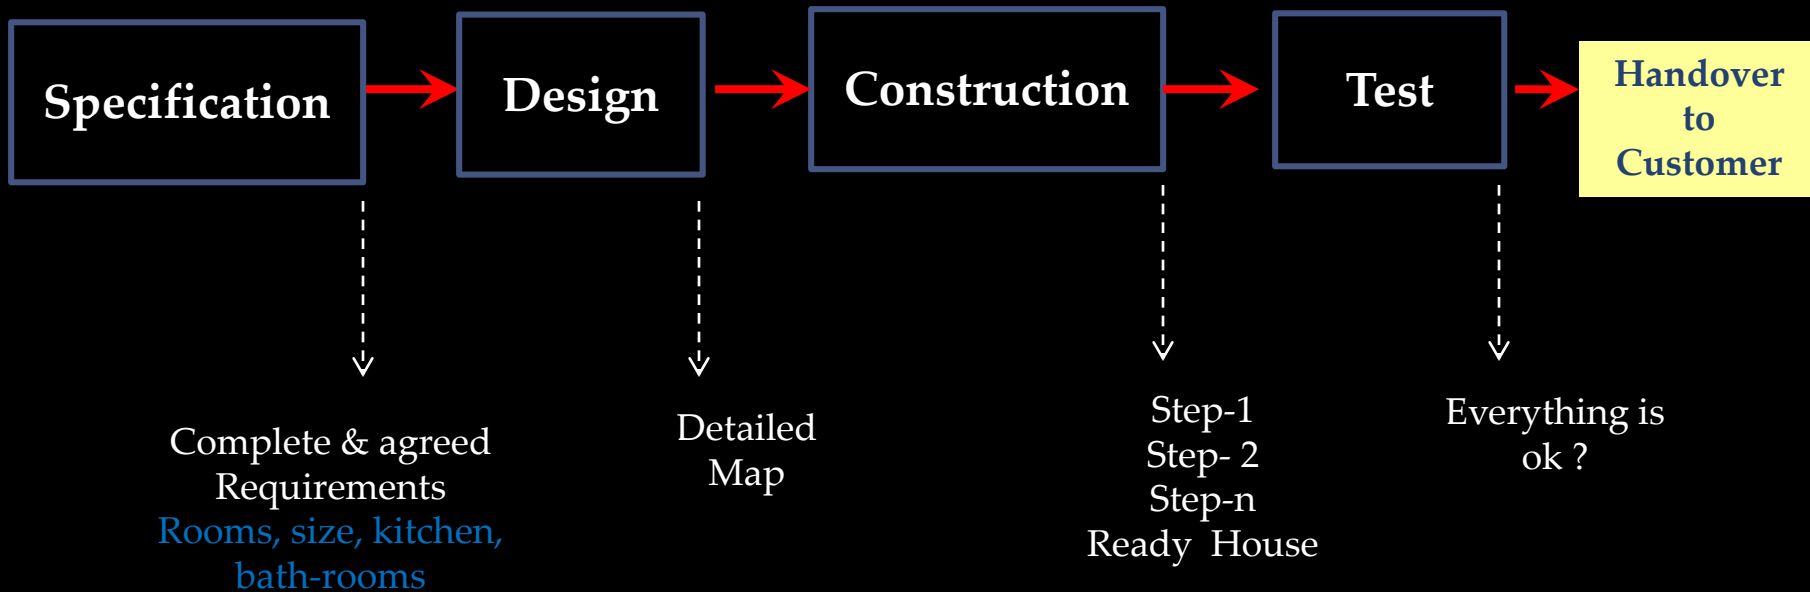 Specification
Design
Construction
Test
Handover
to
Customer
Complete & agreed
Requirements
Rooms, size, kitchen,
bath-rooms
Detailed
Map
Step-1
Step- 2
Step-n
Ready House
Everything is
ok ?